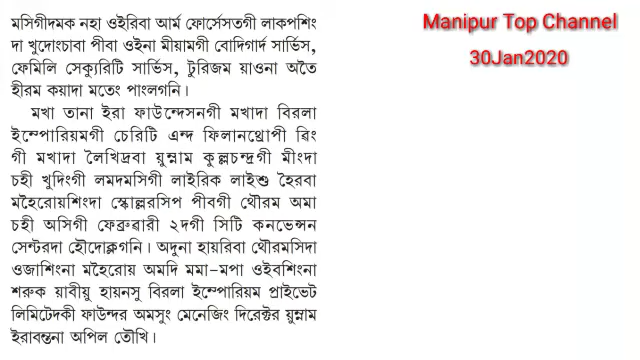 মসিগীদমক নহা ওইরিবা আর্ম ফোর্সেসতগী লাকপশিং
দা খুদোংচাবা পীবা ওইনা মীয়ামগী বোদিগার্দ সার্ভিস,
ফেমিলি সেক্যুরিটি সার্ভিস, টুরিজম য়াওনা অতৈ
হীরম কয়াদা মতেং পাংলগনি।
মখা তানা ইরা ফাউন্দেসনগী মখাদা বিরলা
ইম্পোরিয়মগী চেরিটি এন্দ ফিলানথ্রোপী ৱিং
গী মখাদা লৈখিদ্রবা য়ুম্নাম কুল্লচন্দ্রগী মীংদা
চহী খুদিংগী লমদমসিগী লাইরিক লাইশু হৈরবা
মহৈরোয়শিংদা স্কোল্লরসিপ পীবগী থৌরম অমা
চহী অসিগী ফেব্রুৱারী ২দগী সিটি কনভেন্সন
সেন্টরদা হৌদোক্লগনি। অদুনা হায়রিবা থৌরমসিদা
ওজাশিংনা মহৈরোয় অমদি মমা-মপা ওইবশিংনা
শরুক য়াবীয়ু হায়নসু বিরলা ইম্পোরিয়ম প্রাইভেট
লিমিটেদকী ফাউন্দর অমসুং মেনেজিং দিরেক্টর য়ুম্নাম
ইরাবন্তনা অপিল তৌখি।
Manipur Top Channel
30Jan2020